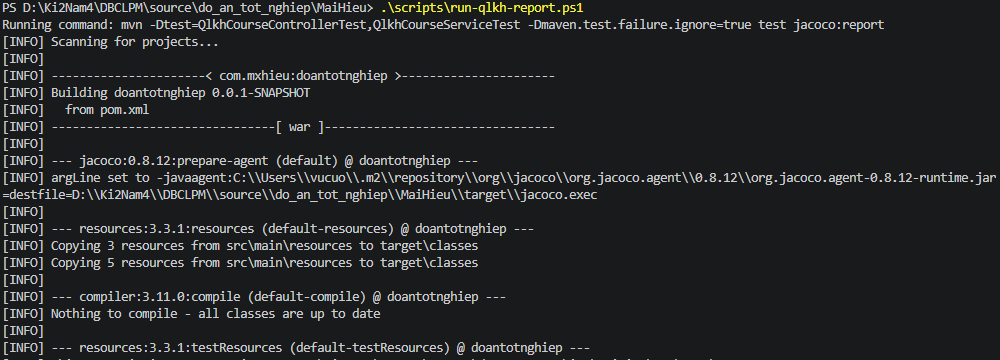 PS D:\Ki2Nam4\DBCLPM\source\do_an_tot_nghiep\MaiHieu> .\scripts\run-qlkh-report.ps1
Running command: mvn -Dtest=QlkhCourseControllerTest,QlkhCourseServiceTest -Dmaven.test.failure.ignore=true test jacoco:report
[INFO] Scanning for projects...
[INFO]
[INFO] ----------------------< com.mxhieu:doantotnghiep >----------------------
[INFO] Building doantotnghiep 0.0.1-SNAPSHOT
[INFO]   from pom.xml
[INFO] --------------------------------[ war ]---------------------------------
[INFO]
[INFO] --- jacoco:0.8.12:prepare-agent (default) @ doantotnghiep ---
[INFO] argLine set to -javaagent:C:\\Users\\vucuo\\.m2\\repository\\org\\jacoco\\org.jacoco.agent\\0.8.12\\org.jacoco.agent-0.8.12-runtime.jar
=destfile=D:\\Ki2Nam4\\DBCLPM\\source\\do_an_tot_nghiep\\MaiHieu\\target\\jacoco.exec
[INFO]
[INFO] --- resources:3.3.1:resources (default-resources) @ doantotnghiep ---
[INFO] Copying 3 resources from src\main\resources to target\classes
[INFO] Copying 5 resources from src\main\resources to target\classes
[INFO]
[INFO] --- compiler:3.11.0:compile (default-compile) @ doantotnghiep ---
[INFO] Nothing to compile - all classes are up to date
[INFO]
[INFO] --- resources:3.3.1:testResources (default-testResources) @ doantotnghiep ---